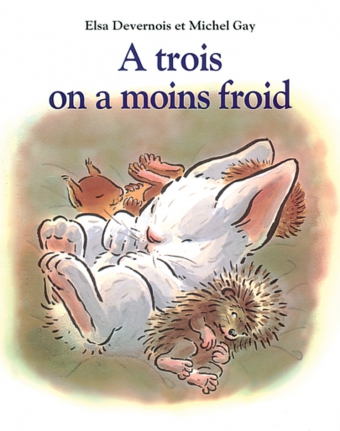 Elsa Devernois et Michel Gay
A trois
on a moins froid